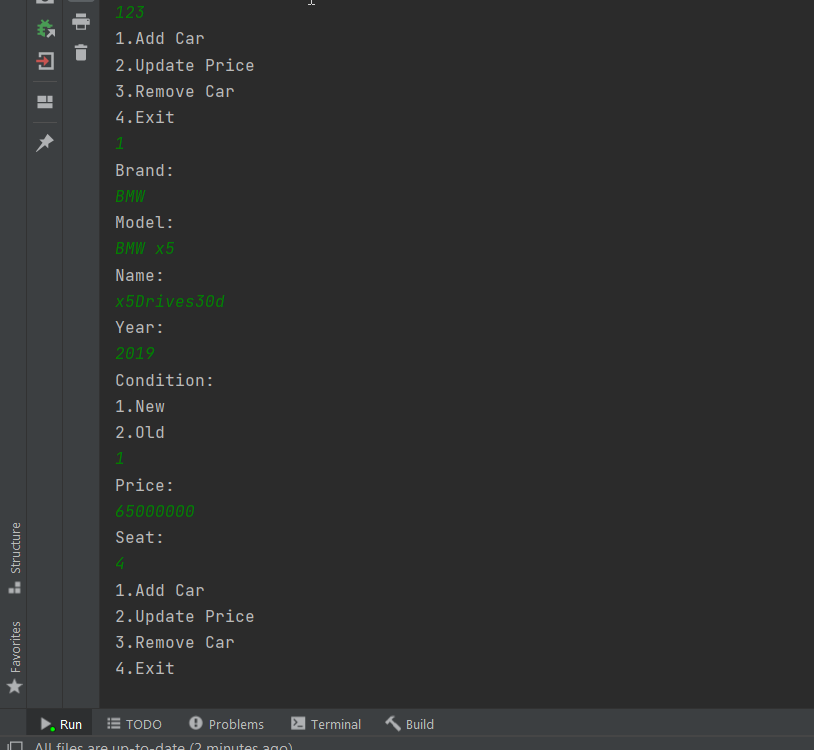 123
1.Add Car
2.Update Price
3.Remove Car
4.Exit
1
Brand:
BMW
Model:
BMW x5
Name:
x5Drives30d
Year:
2019
Condition:
1.New
2.Old
1
Price:
65000000
Seat:
4
1.Add Car
2.Update Price
3.Remove Car
4.Exit
Structure
Favorites
Run
TODO
Problems
Terminal
Build
All files are up-to-date (2 minutes ago)